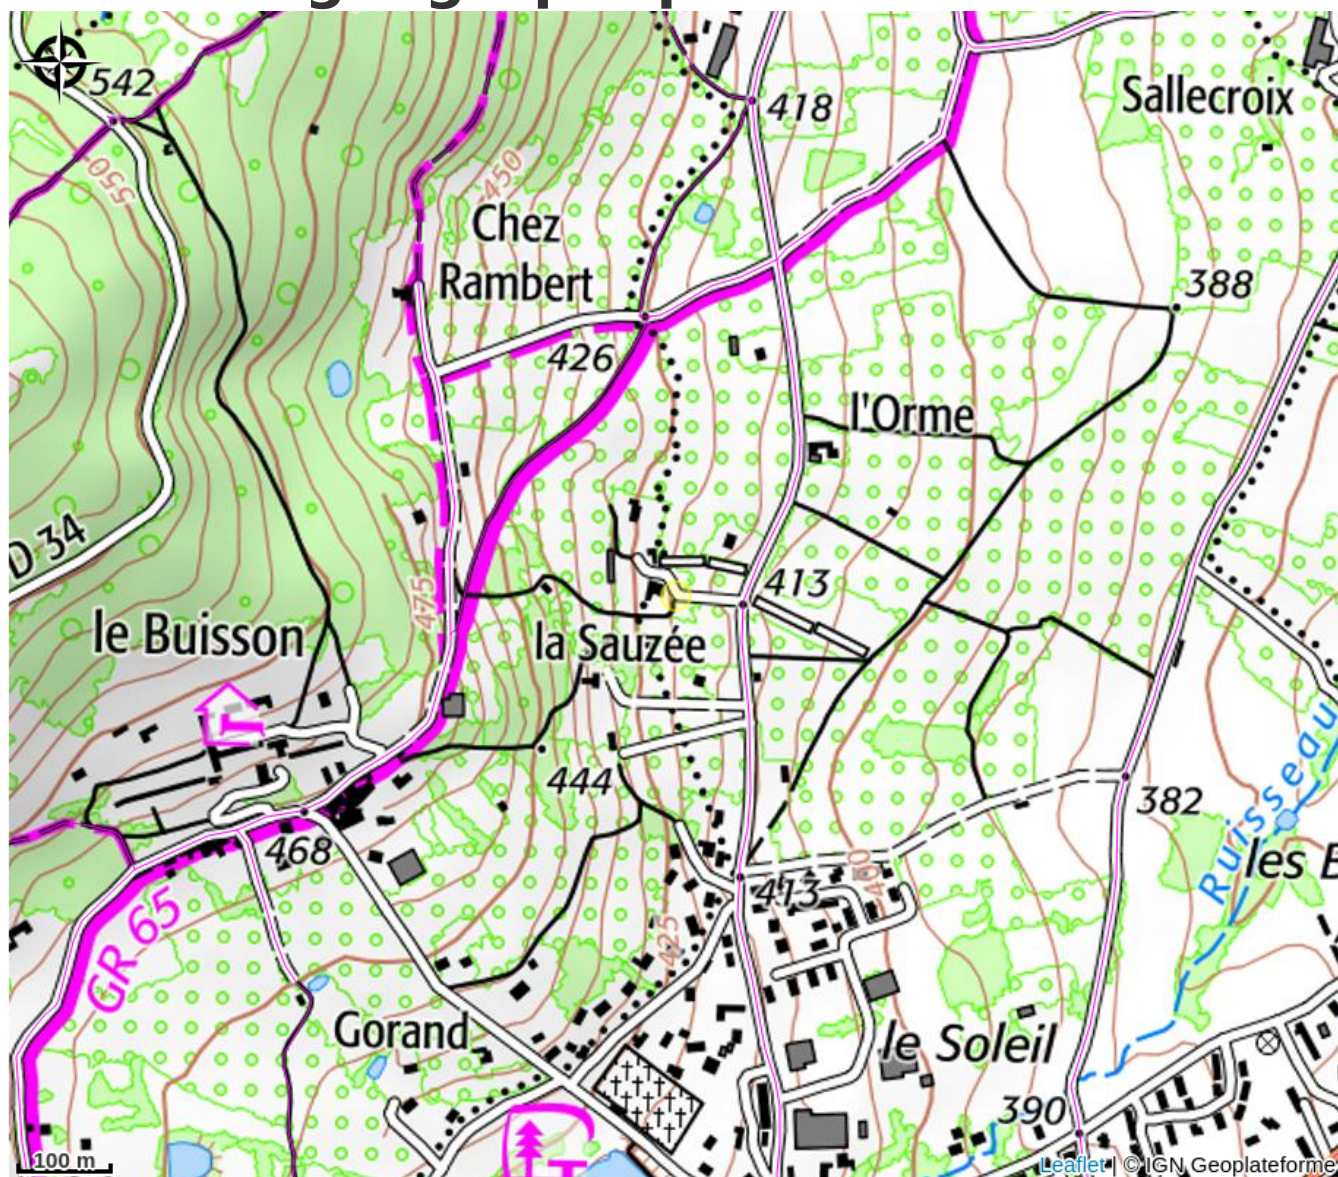 542
418
Sallecroix
550
450
Chez
Rambert
388
426
l'Orme
D 34
475
413
le Buisson
la Sauzée
444
382
Ruisseau
468
les E
413
400
425
GR 65
Gorand
le Soleil
390
100 m
Leaflet | © IGN Geoplateforme